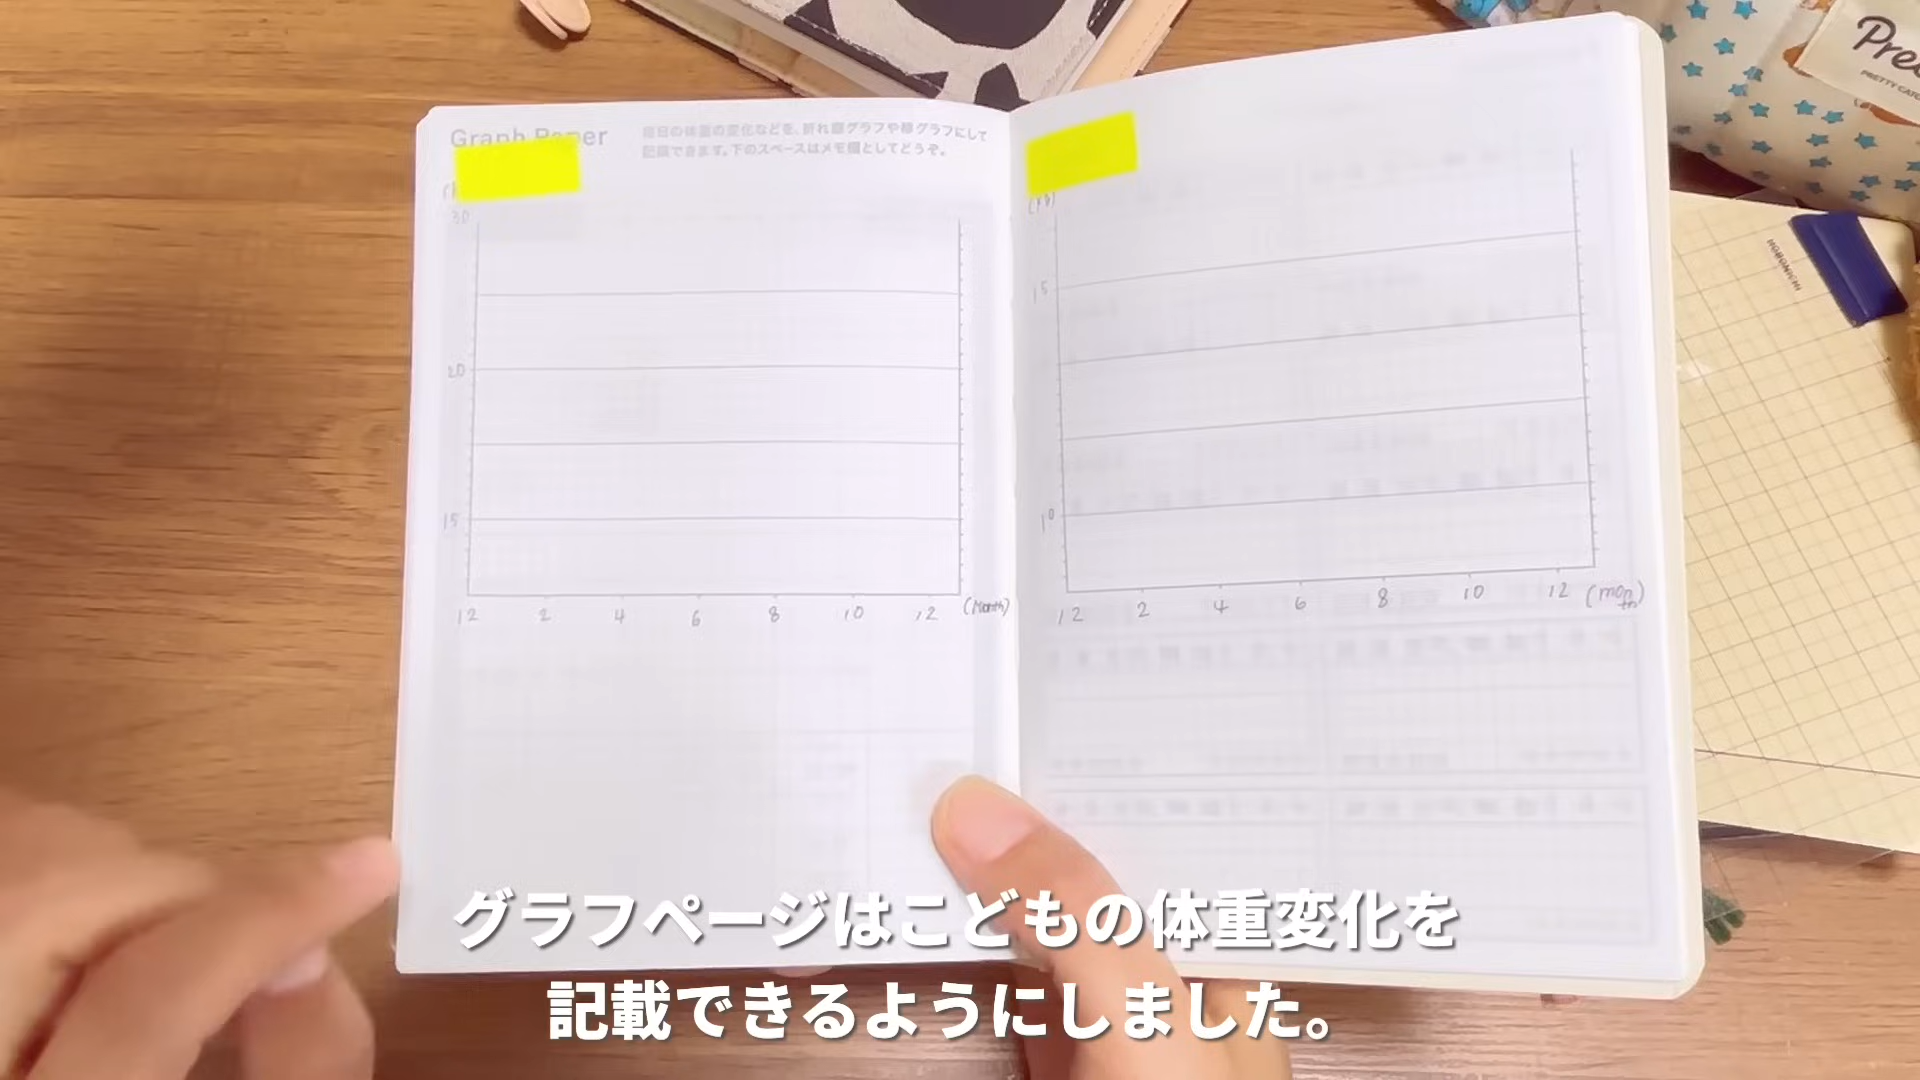 Graph Paper
毎日の体重の変化などを、折れ線グラフや棒グラフにして
記録できます。下のスペースはメモ欄としてどうぞ。
30
20
15
12 2 4 6 8 10 12 (Month)
(kg)
15
10
12 2 4 6 8 10 12 (month)
HOBONICHI
PRETTY
グラフページはこどもの体重変化を
記載できるようにしました。